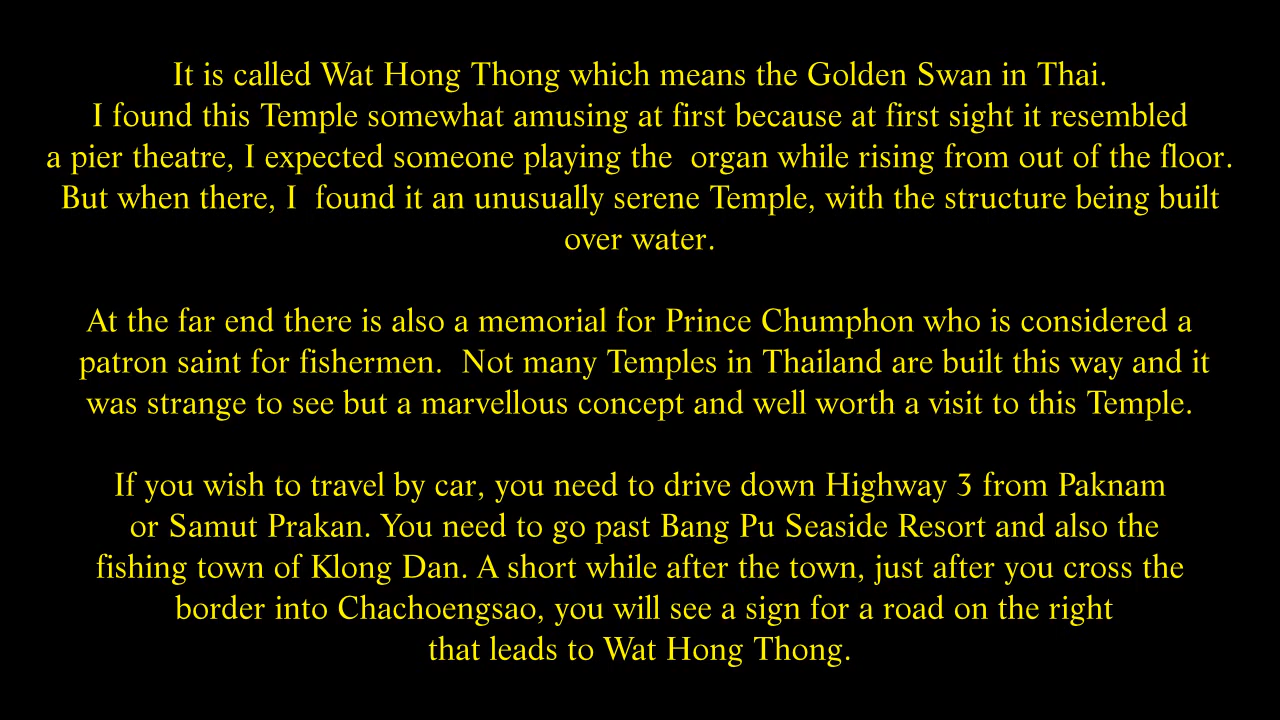 It is called Wat Hong Thong which means the Golden Swan in Thai.
I found this Temple somewhat amusing at first because at first sight it resembled
a pier theatre, I expected someone playing the  organ while rising from out of the floor.
But when there, I  found it an unusually serene Temple, with the structure being built
over water.
At the far end there is also a memorial for Prince Chumphon who is considered a
patron saint for fishermen.  Not many Temples in Thailand are built this way and it
was strange to see but a marvellous concept and well worth a visit to this Temple.
If you wish to travel by car, you need to drive down Highway 3 from Paknam
or Samut Prakan. You need to go past Bang Pu Seaside Resort and also the
fishing town of Klong Dan. A short while after the town, just after you cross the
border into Chachoengsao, you will see a sign for a road on the right
that leads to Wat Hong Thong.